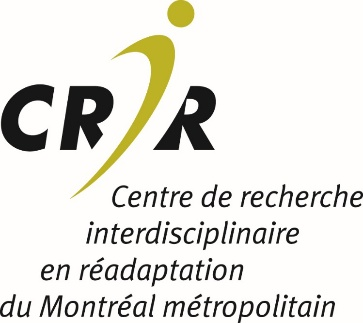 CRIR
Centre de recherche
interdisciplinaire
en réadaptation
du Montréal métropolitain